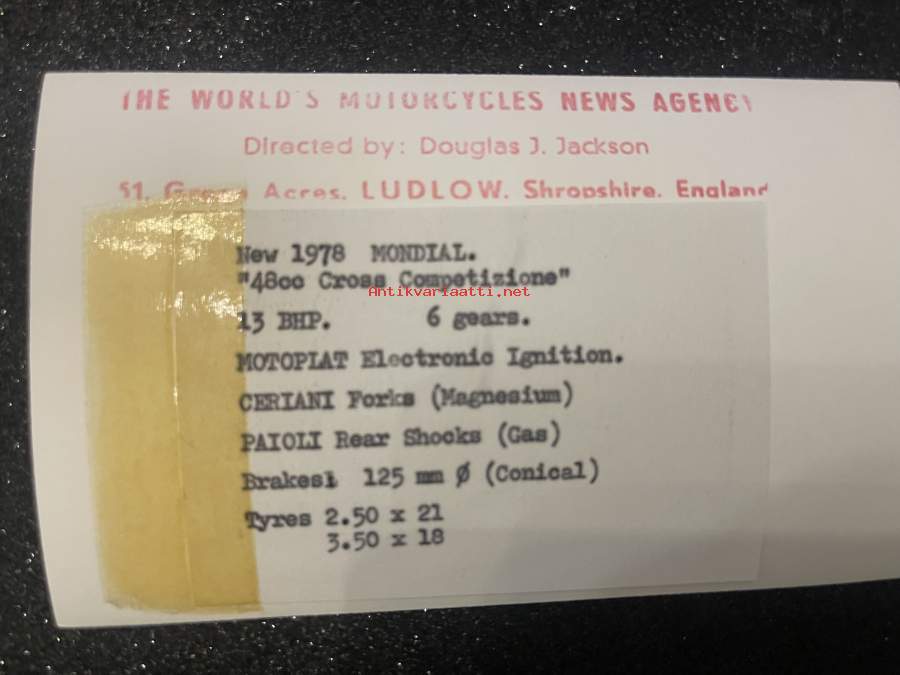 THE WORLD'S MOTORCYCLES NEWS AGENCY
Directed by: Douglas J. Jackson
51, Acres, LUDLOW, Shropshire, England
New 1978 MONDIAL.
"48cc Cross Competizione"
Antikvariaatti.net
13 BHP. 6 gears.
MOTOPLAT Electronic Ignition.
CERIANI Forks (Magnesium)
PAIOLI Rear Shocks (Gas)
Brakes: 125 mm Ø (Conical)
Tyres 2.50 x 21
3.50 x 18